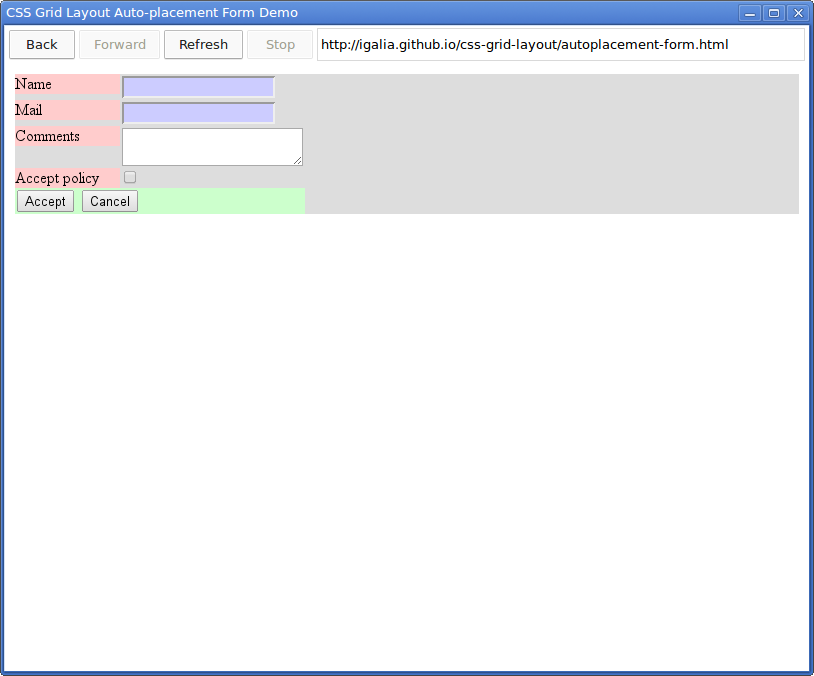 CSS Grid Layout Auto-placement Form Demo
Back Forward Refresh Stop http://igalia.github.io/css-grid-layout/autoplacement-form.html
Name
Mail
Comments
Accept policy
Accept Cancel